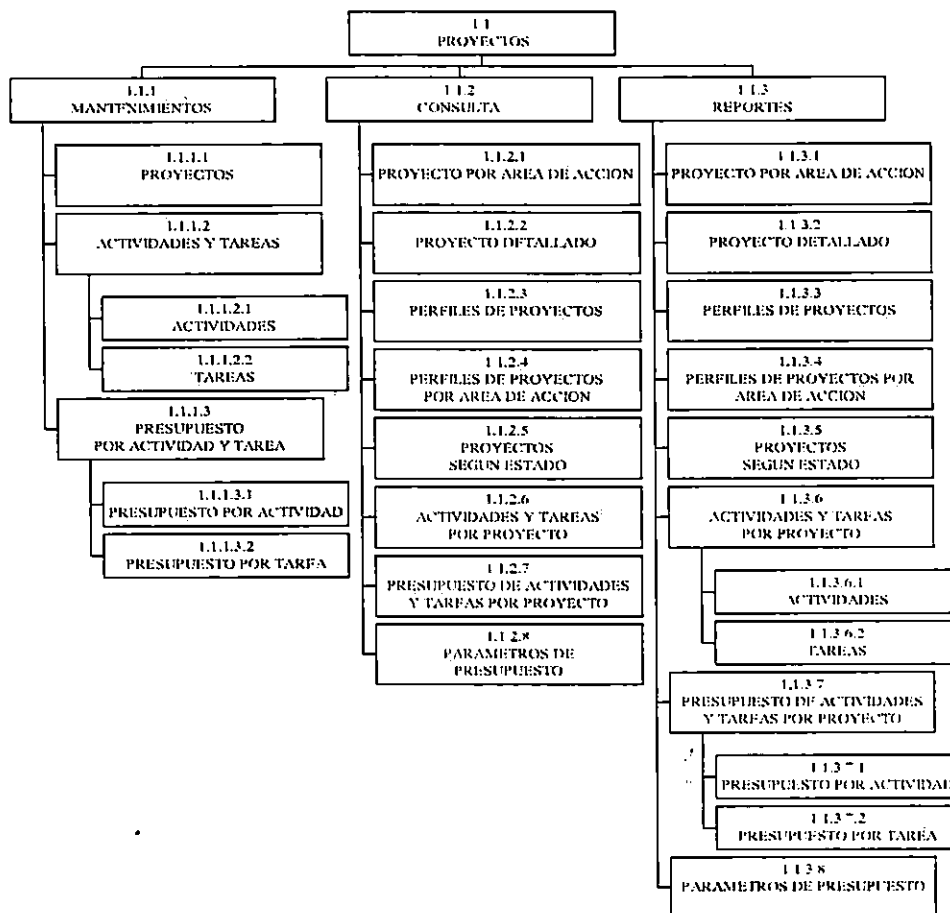 1.1
PROYECTOS
1.1.1
MANTENIMIENTOS
1.1.2
CONSULTA
1.1.3
REPORTES
1.1.1.1
PROYECTOS
1.1.1.2
ACTIVIDADES Y TAREAS
1.1.1.2.1
ACTIVIDADES
1.1.1.2.2
TAREAS
1.1.1.3
PRESUPUESTO
POR ACTIVIDAD Y TAREA
1.1.1.3.1
PRESUPUESTO POR ACTIVIDAD
1.1.1.3.2
PRESUPUESTO POR TAREA
1.1.2.1
PROYECTO POR AREA DE ACCION
1.1.2.2
PROYECTO DETALLADO
1.1.2.3
PERFILES DE PROYECTOS
1.1.2.4
PERFILES DE PROYECTOS
POR AREA DE ACCION
1.1.2.5
PROYECTOS
SEGUN ESTADO
1.1.2.6
ACTIVIDADES Y TAREAS
POR PROYECTO
1.1.2.7
PRESUPUESTO DE ACTIVIDADES
Y TAREAS POR PROYECTO
1.1.2.8
PARAMETROS DE
PRESUPUESTO
1.1.3.1
PROYECTO POR AREA DE ACCION
1.1.3.2
PROYECTO DETALLADO
1.1.3.3
PERFILES DE PROYECTOS
1.1.3.4
PERFILES DE PROYECTOS POR
AREA DE ACCION
1.1.3.5
PROYECTOS
SEGUN ESTADO
1.1.3.6
ACTIVIDADES Y TAREAS
POR PROYECTO
1.1.3.6.1
ACTIVIDADES
1.1.3.6.2
TAREAS
1.1.3.7
PRESUPUESTO DE ACTIVIDADES
Y TAREAS POR PROYECTO
1.1.3.7.1
PRESUPUESTO POR ACTIVIDAD
1.1.3.7.2
PRESUPUESTO POR TAREA
1.1.3.8
PARAMETROS DE PRESUPUESTO